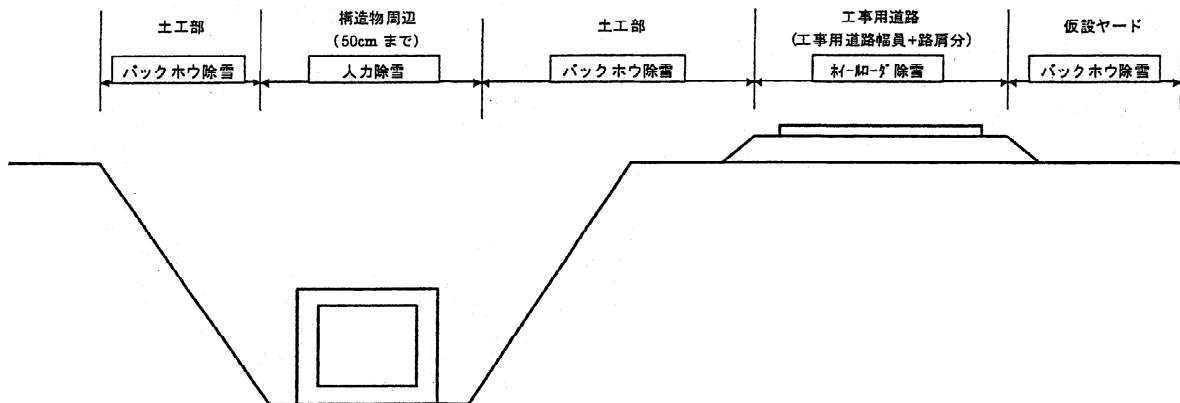 土工部
バックホウ除雪
構造物周辺
(50cm まで)
人力除雪
土工部
バックホウ除雪
工事用道路
(工事用道路幅員+路肩分)
ﾎｲｰﾙﾛｰﾀﾞ除雪
仮設ヤード
バックホウ除雪